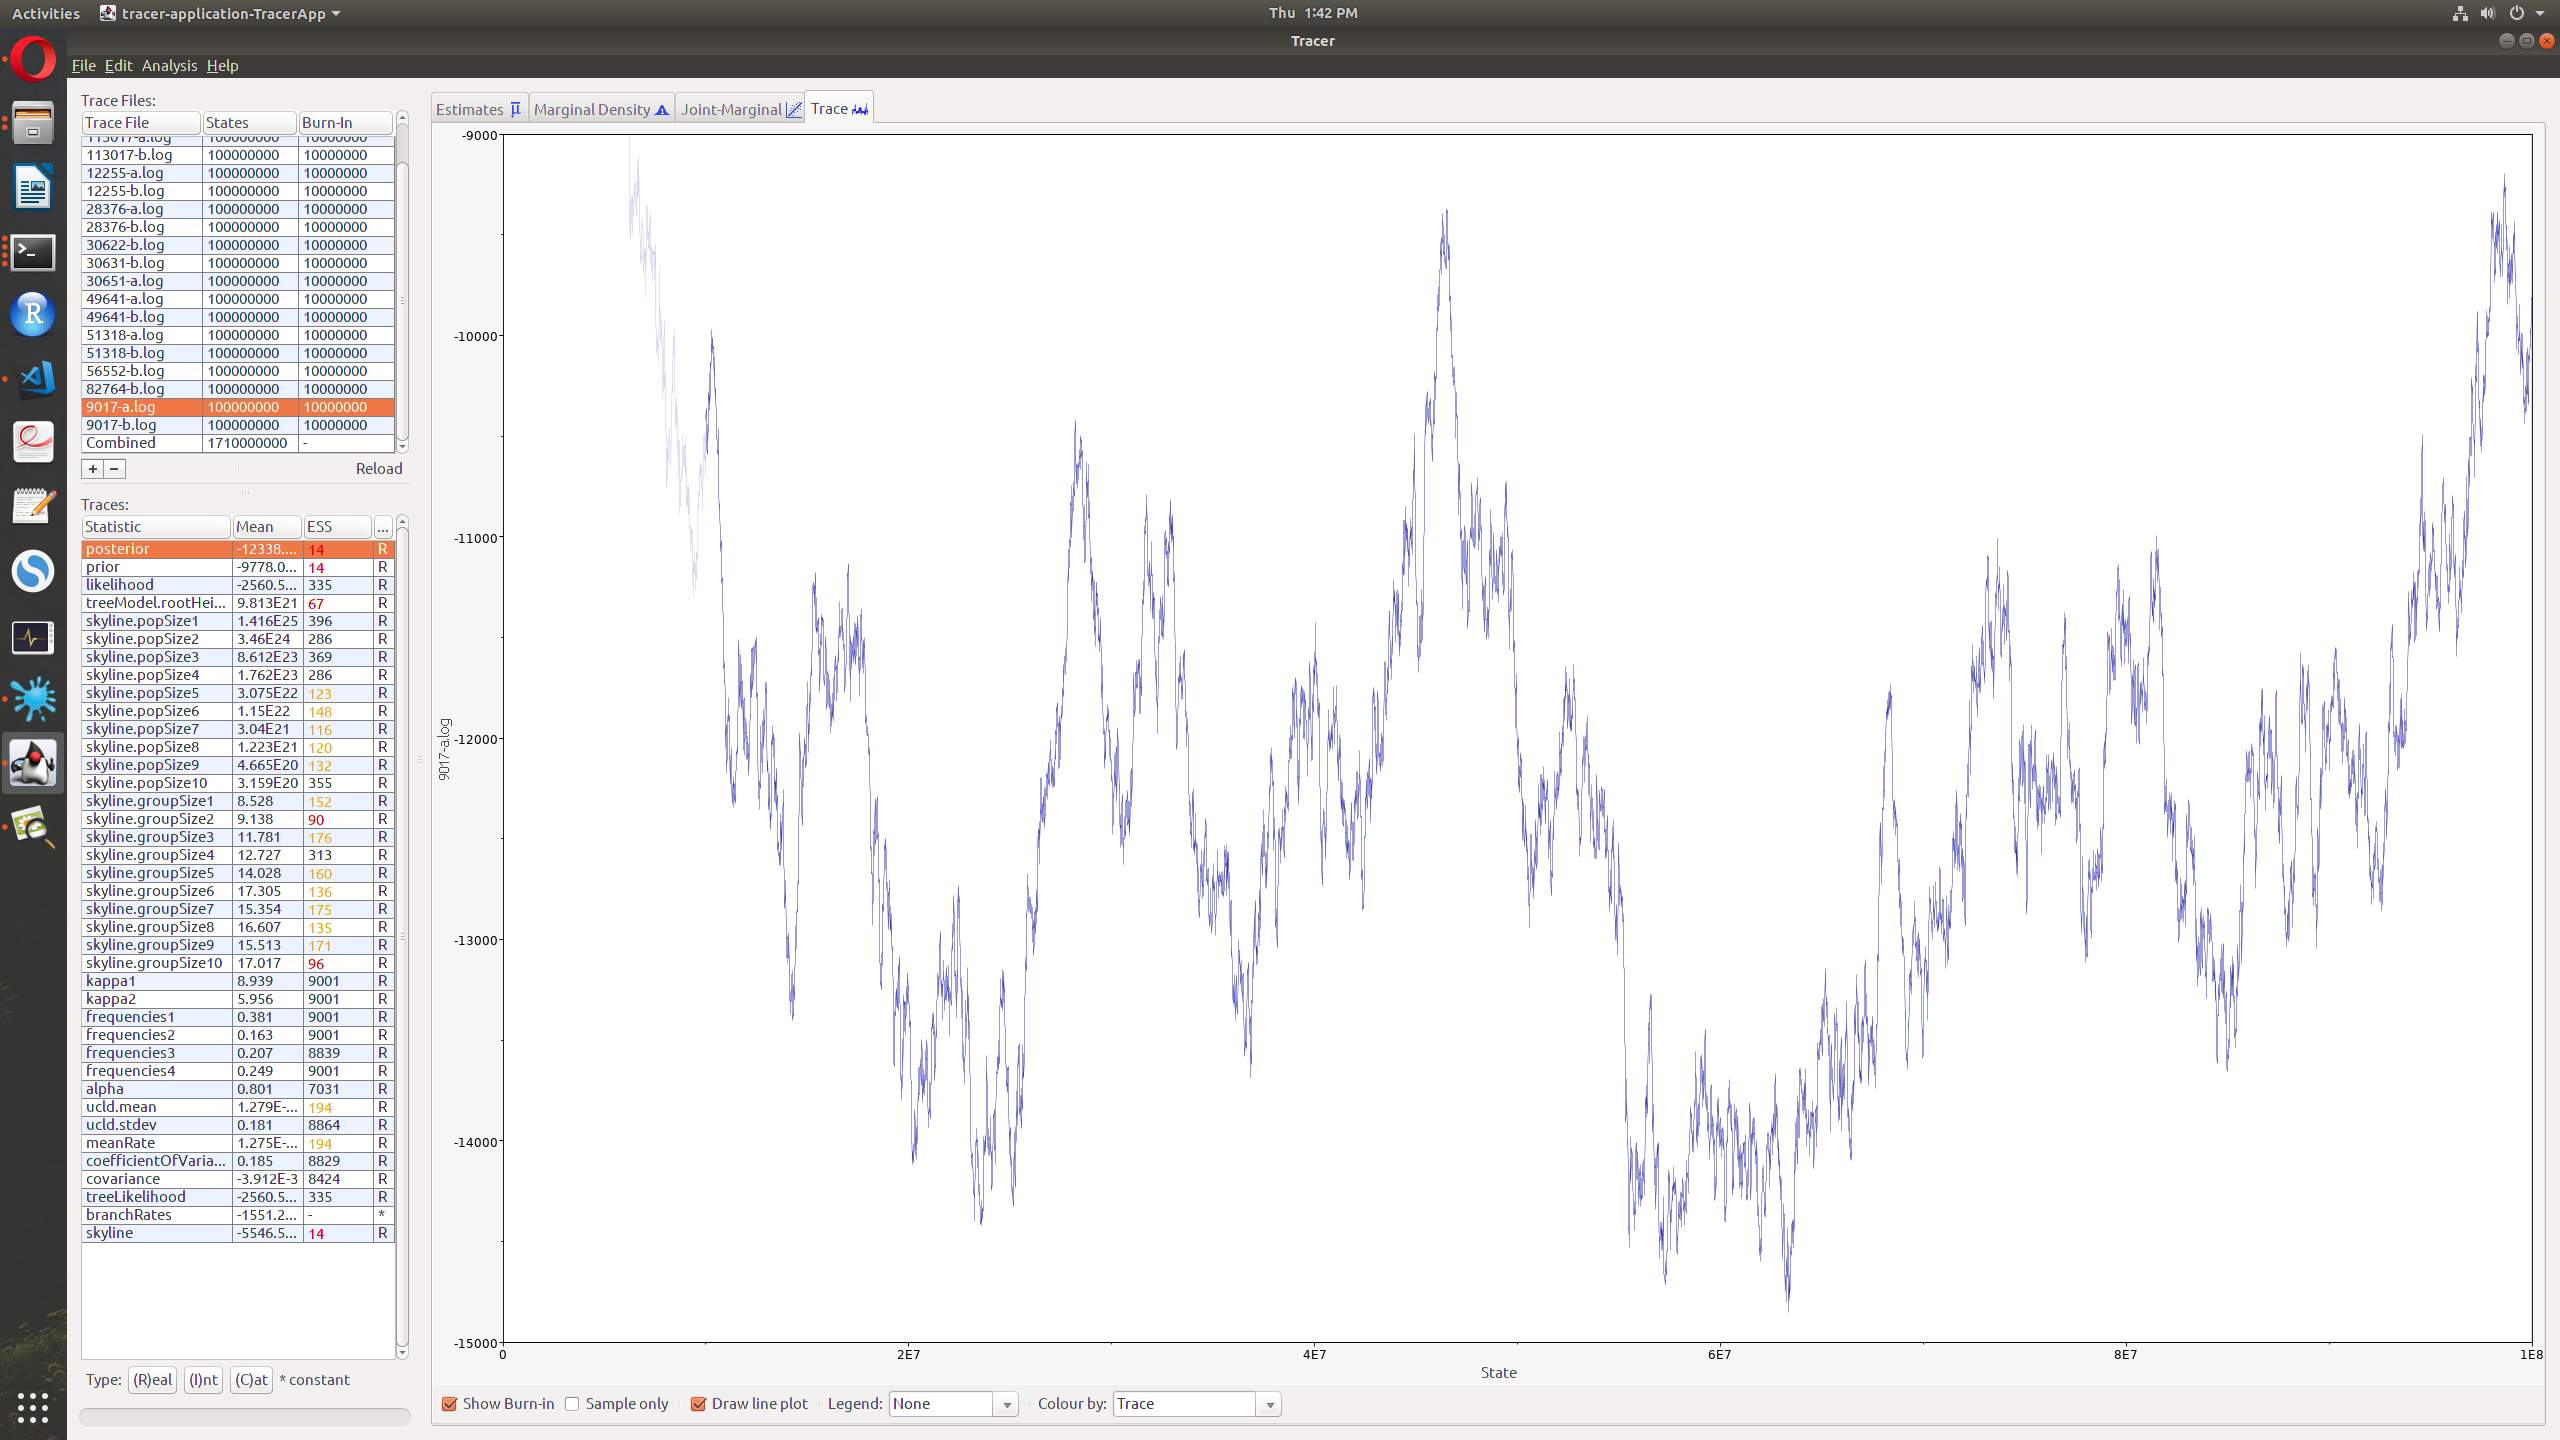 Activities tracer-application-TracerApp Thu 1:42 PM
Tracer
File Edit Analysis Help
Trace Files:
Trace File States Burn-In
113017-a.log 100000000 10000000
113017-b.log 100000000 10000000
12255-a.log 100000000 10000000
12255-b.log 100000000 10000000
28376-a.log 100000000 10000000
28376-b.log 100000000 10000000
30622-b.log 100000000 10000000
30631-b.log 100000000 10000000
30651-a.log 100000000 10000000
49641-a.log 100000000 10000000
49641-b.log 100000000 10000000
51318-a.log 100000000 10000000
51318-b.log 100000000 10000000
56552-b.log 100000000 10000000
82764-b.log 100000000 10000000
9017-a.log 100000000 10000000
9017-b.log 100000000 10000000
Combined 1710000000 -
+ - Reload
Traces:
Statistic Mean ESS ...
posterior -12338.... 14 R
prior -9778.0... 14 R
likelihood -2560.5... 335 R
treeModel.rootHei... 9.813E21 67 R
skyline.popSize1 1.416E25 396 R
skyline.popSize2 3.46E24 286 R
skyline.popSize3 8.612E23 369 R
skyline.popSize4 1.762E23 286 R
skyline.popSize5 3.075E22 123 R
skyline.popSize6 1.15E22 148 R
skyline.popSize7 3.04E21 116 R
skyline.popSize8 1.223E21 120 R
skyline.popSize9 4.665E20 132 R
skyline.popSize10 3.159E20 355 R
skyline.groupSize1 8.528 152 R
skyline.groupSize2 9.138 90 R
skyline.groupSize3 11.781 176 R
skyline.groupSize4 12.727 313 R
skyline.groupSize5 14.028 160 R
skyline.groupSize6 17.305 136 R
skyline.groupSize7 15.354 175 R
skyline.groupSize8 16.607 135 R
skyline.groupSize9 15.513 171 R
skyline.groupSize10 17.017 96 R
kappa1 8.939 9001 R
kappa2 5.956 9001 R
frequencies1 0.381 9001 R
frequencies2 0.163 9001 R
frequencies3 0.207 8839 R
frequencies4 0.249 9001 R
alpha 0.801 7031 R
ucld.mean 1.279E-... 194 R
ucld.stdev 0.181 8864 R
meanRate 1.275E-... 194 R
coefficientOfVaria... 0.185 8829 R
covariance -3.912E-3 8424 R
treeLikelihood -2560.5... 335 R
branchRates -1551.2... - *
skyline -5546.5... 14 R
Type: (R)eal (I)nt (C)at * constant
Estimates Marginal Density Joint-Marginal Trace
-9000
-10000
-11000
-12000
-13000
-14000
-15000
9017-a.log
0 2E7 4E7 6E7 8E7 1E8
State
Show Burn-in Sample only Draw line plot Legend: None Colour by: Trace